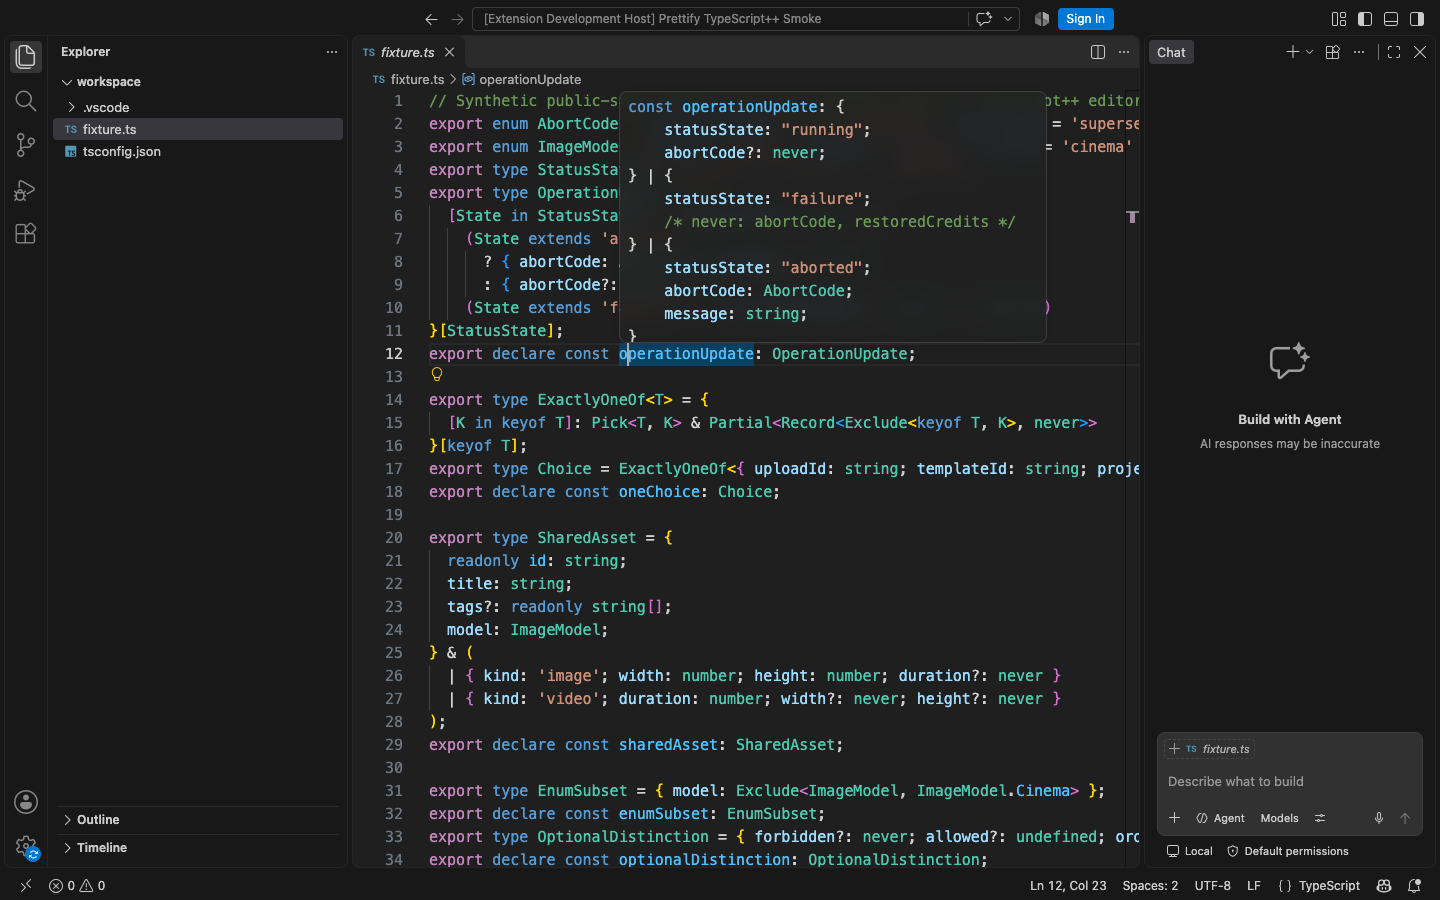 [Extension Development Host] Prettify TypeScript++ Smoke
Sign In
Explorer
workspace
.vscode
TS fixture.ts
tsconfig.json
Outline
Timeline
TS fixture.ts
TS fixture.ts > operationUpdate
1 // Synthetic public-s pt++ editor
2 export enum AbortCode = 'superse
3 export enum ImageMode = 'cinema'
4 export type StatusSta
5 export type Operation
6 [State in StatusSta
7 (State extends 'a
8 ? { abortCode:
9 : { abortCode?:
10 (State extends 'f )
11 }[StatusState];
const operationUpdate: {
statusState: "running";
abortCode?: never;
} | {
statusState: "failure";
/* never: abortCode, restoredCredits */
} | {
statusState: "aborted";
abortCode: AbortCode;
message: string;
}
12 export declare const operationUpdate: OperationUpdate;
13
14 export type ExactlyOneOf<T> = {
15 [K in keyof T]: Pick<T, K> & Partial<Record<Exclude<keyof T, K>, never>>
16 }[keyof T];
17 export type Choice = ExactlyOneOf<{ uploadId: string; templateId: string; proje
18 export declare const oneChoice: Choice;
19
20 export type SharedAsset = {
21 readonly id: string;
22 title: string;
23 tags?: readonly string[];
24 model: ImageModel;
25 } & (
26 | { kind: 'image'; width: number; height: number; duration?: never }
27 | { kind: 'video'; duration: number; width?: never; height?: never }
28 );
29 export declare const sharedAsset: SharedAsset;
30
31 export type EnumSubset = { model: Exclude<ImageModel, ImageModel.Cinema> };
32 export declare const enumSubset: EnumSubset;
33 export type OptionalDistinction = { forbidden?: never; allowed?: undefined; ord
34 export declare const optionalDistinction: OptionalDistinction;
Chat
Build with Agent
AI responses may be inaccurate
TS fixture.ts
Describe what to build
Agent Models
Local Default permissions
0 0
Ln 12, Col 23 Spaces: 2 UTF-8 LF { } TypeScript